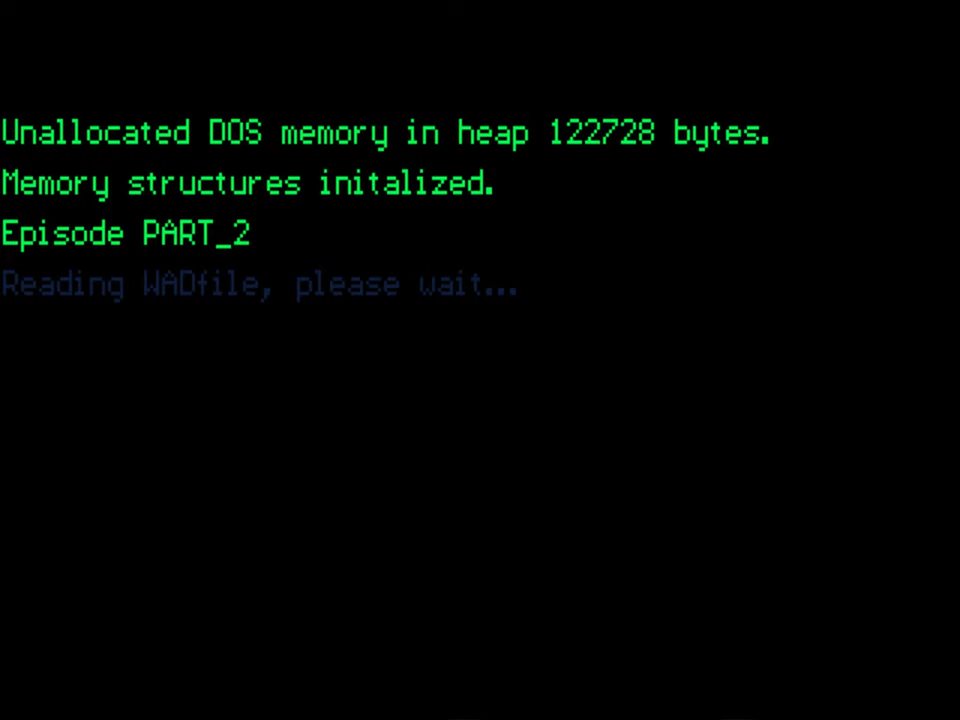 Unallocated DOS memory in heap 122728 bytes.
Memory structures initalized.
Episode PART_2
Reading WADfile, please wait...